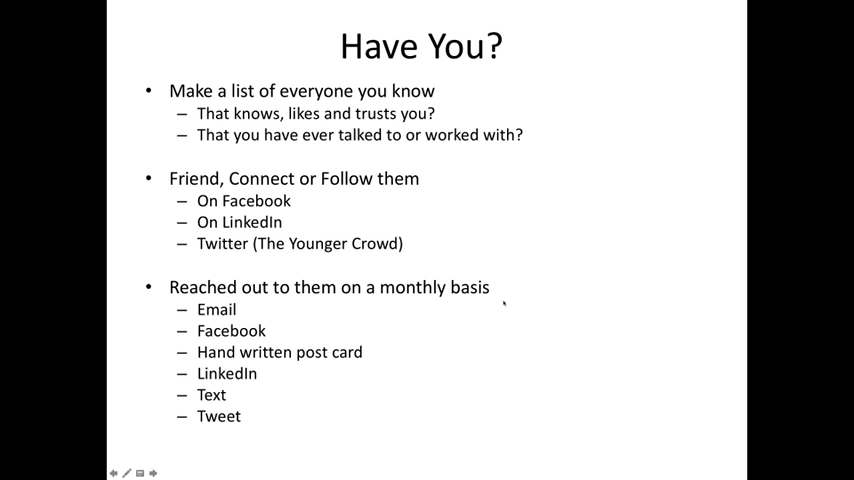 Have You?
• Make a list of everyone you know
– That knows, likes and trusts you?
– That you have ever talked to or worked with?
• Friend, Connect or Follow them
– On Facebook
– On LinkedIn
– Twitter (The Younger Crowd)
• Reached out to them on a monthly basis
– Email
– Facebook
– Hand written post card
– LinkedIn
– Text
– Tweet